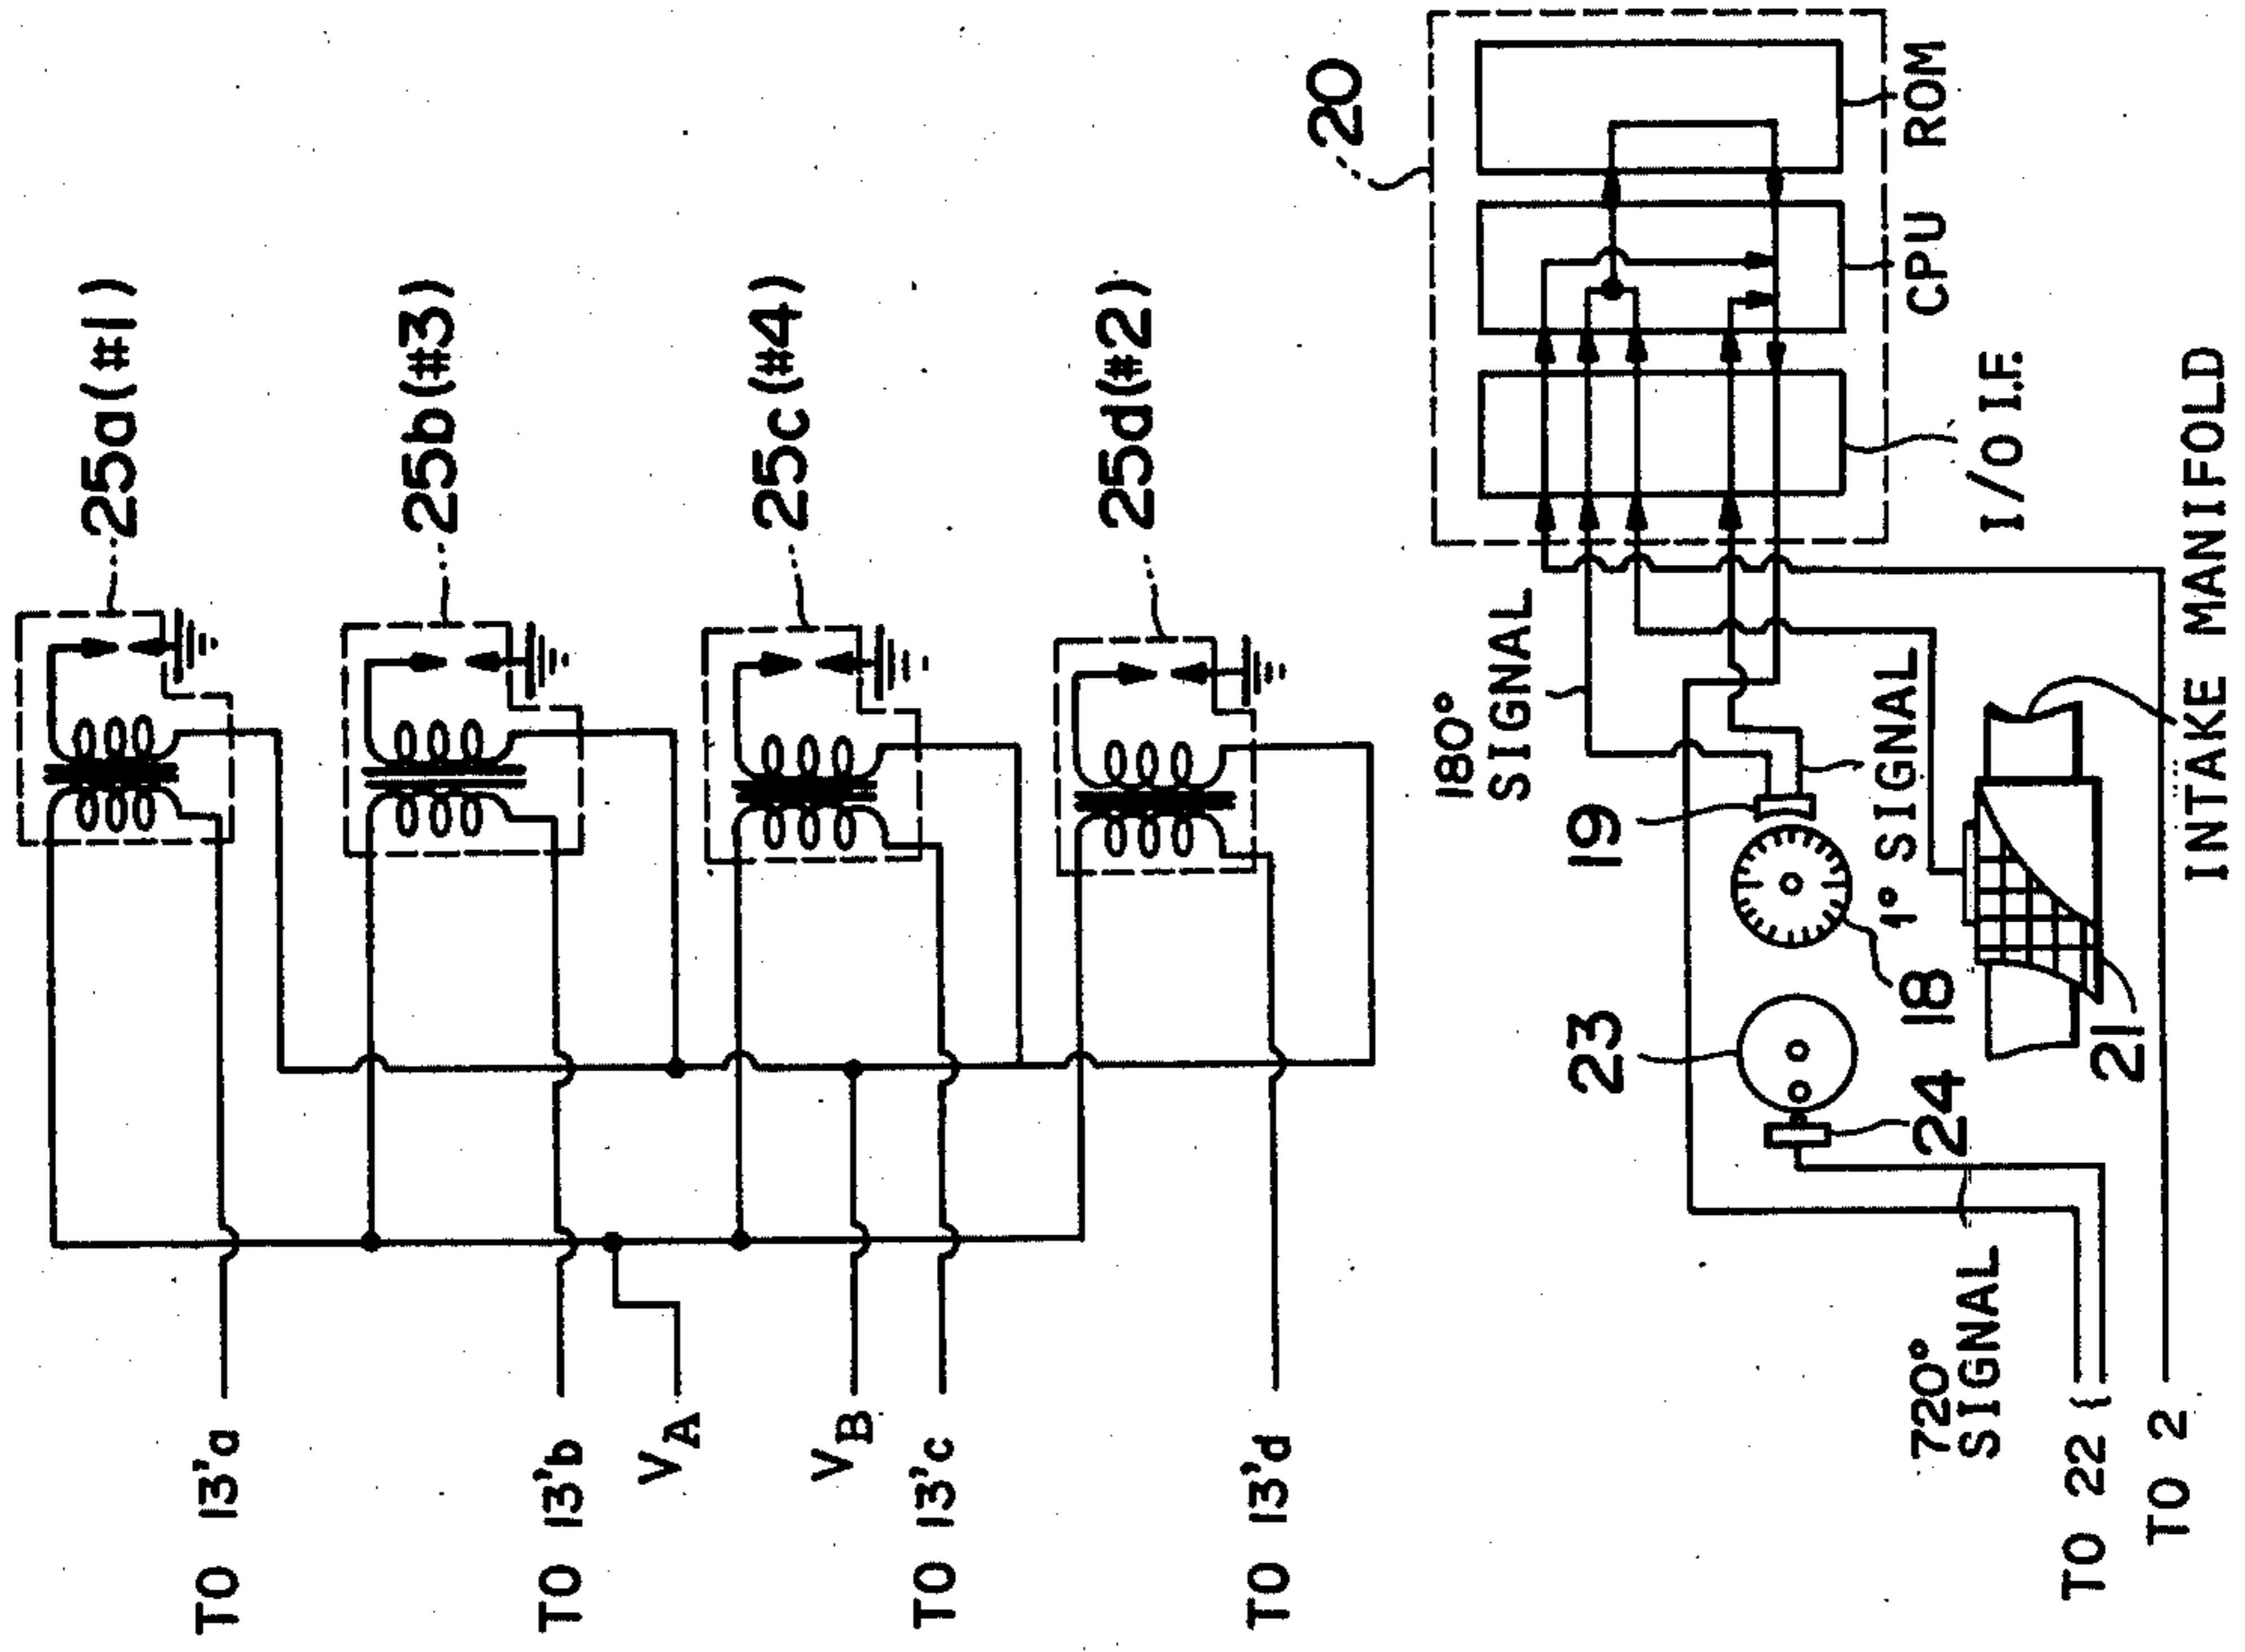 25a(#1)
25b(#3)
25c(#4)
25d(#2)
TO 13'a
TO 13'b
VA
VB
TO 13'c
TO 13'd
20
ROM
CPU
I/O I.F.
180°
SIGNAL
19
1° SIGNAL
18
23
24
21
INTAKE MANIFOLD
720°
SIGNAL
TO 22
TO 2